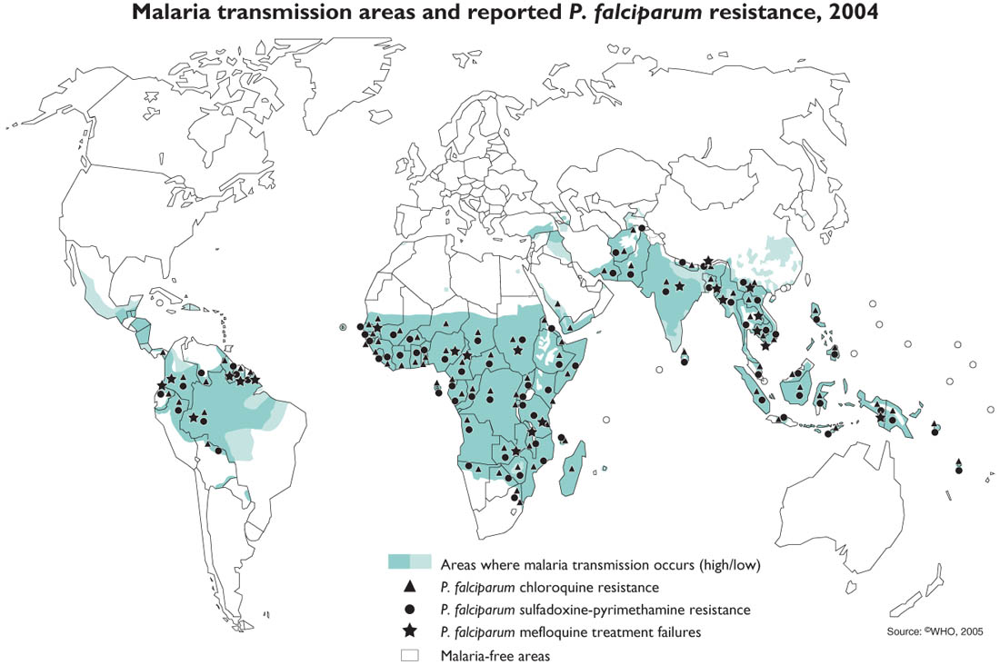 Malaria transmission areas and reported P. falciparum resistance, 2004
Areas where malaria transmission occurs (high/low)
P. falciparum chloroquine resistance
P. falciparum sulfadoxine-pyrimethamine resistance
P. falciparum mefloquine treatment failures
Source: ©WHO, 2005
Malaria-free areas